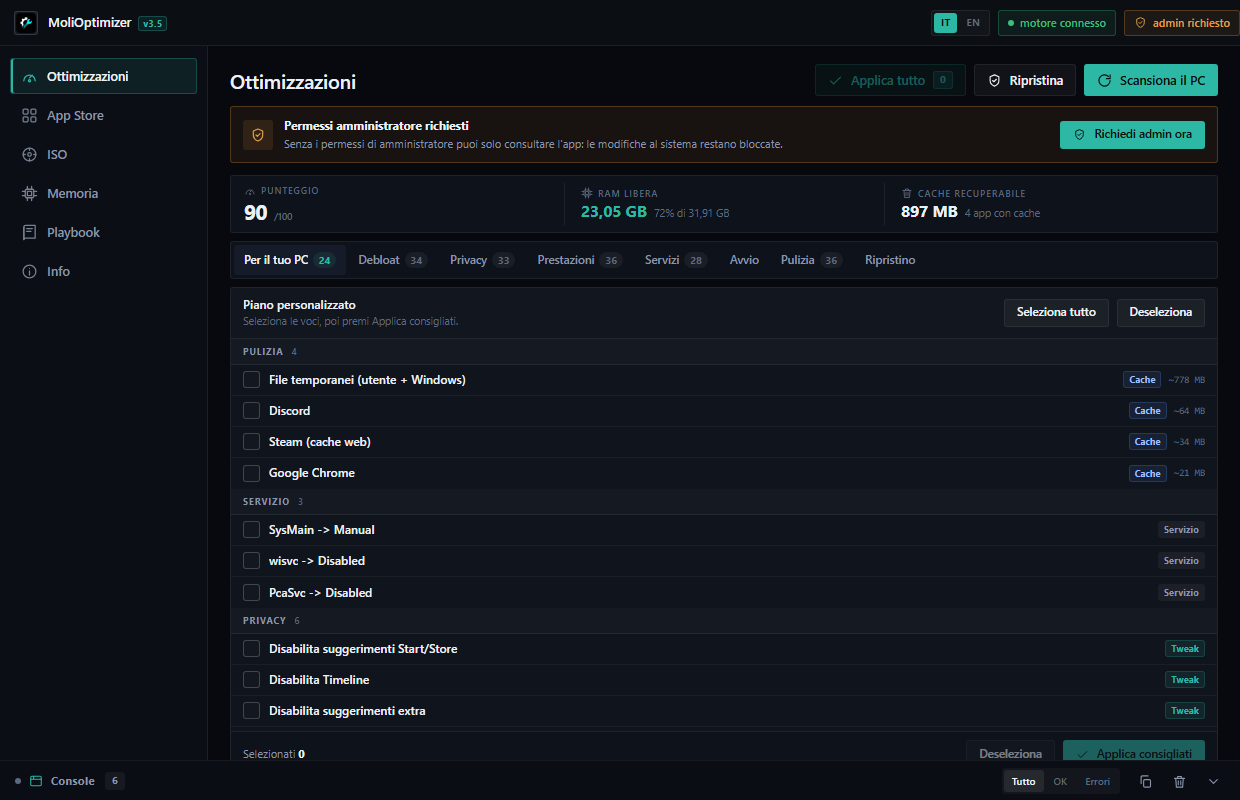 MoliOptimizer v3.5
IT EN motore connesso admin richiesto
Ottimizzazioni
App Store
ISO
Memoria
Playbook
Info
Ottimizzazioni
Applica tutto 0 Ripristina Scansiona il PC
Permessi amministratore richiesti
Senza i permessi di amministratore puoi solo consultare l'app: le modifiche al sistema restano bloccate.
Richiedi admin ora
PUNTEGGIO
90 /100
RAM LIBERA
23,05 GB 72% di 31,91 GB
CACHE RECUPERABILE
897 MB 4 app con cache
Per il tuo PC 24 Debloat 34 Privacy 33 Prestazioni 36 Servizi 28 Avvio Pulizia 36 Ripristino
Piano personalizzato
Seleziona le voci, poi premi Applica consigliati.
Seleziona tutto Deseleziona
PULIZIA 4
File temporanei (utente + Windows) Cache ~778 MB
Discord Cache ~64 MB
Steam (cache web) Cache ~34 MB
Google Chrome Cache ~21 MB
SERVIZIO 3
SysMain -> Manual Servizio
wisvc -> Disabled Servizio
PcaSvc -> Disabled Servizio
PRIVACY 6
Disabilita suggerimenti Start/Store Tweak
Disabilita Timeline Tweak
Disabilita suggerimenti extra Tweak
Selezionati 0 Deseleziona Applica consigliati
Console 6 Tutto OK Errori